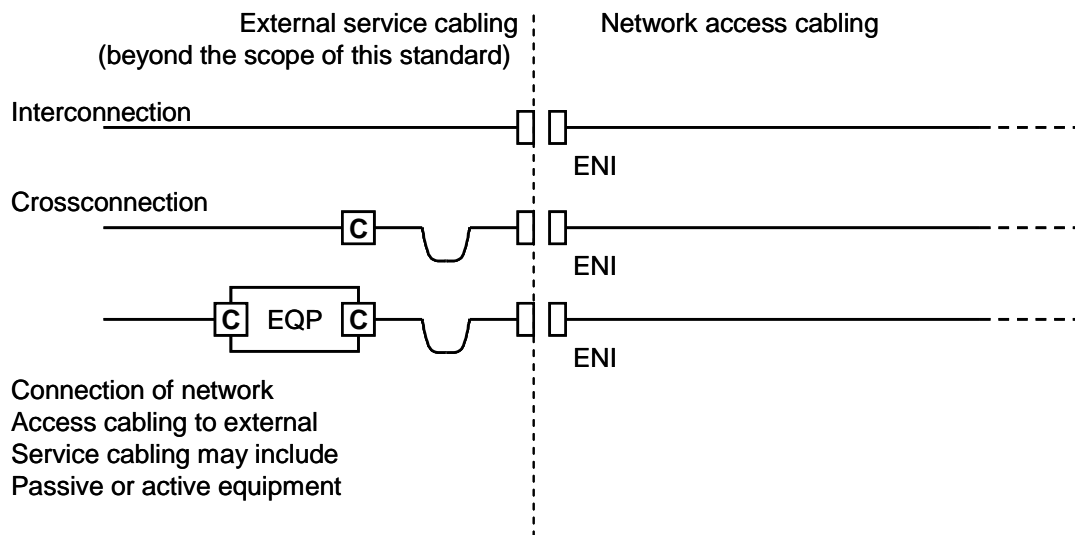 External service cabling
(beyond the scope of this standard)
Network access cabling
Interconnection
ENI
Crossconnection
C
ENI
C EQP C
ENI
Connection of network
Access cabling to external
Service cabling may include
Passive or active equipment